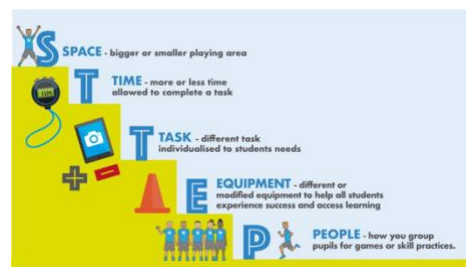 S SPACE - bigger or smaller playing area
T TIME - more or less time
allowed to complete a task
T TASK - different task
individualised to students needs
E EQUIPMENT - different or
modified equipment to help all students
experience success and access learning
P PEOPLE - how you group
pupils for games or skill practices.